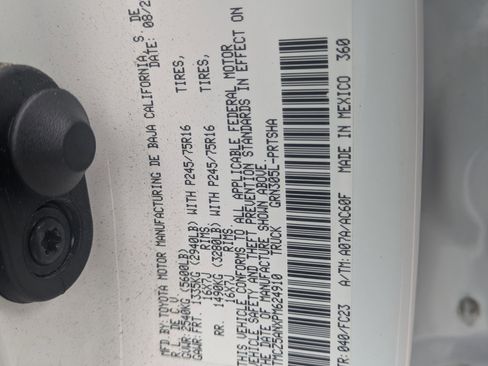 MFD. BY:TOYOTA MOTOR MANUFACTURING DE BAJA CALIFORNIA S. DE
R.L. DE C.V. DATE: 08/2
GVWR:2540KG(5600LB)
GAWR:FRT. 1335KG (2940LB) WITH P245/75R16 TIRES,
16X7J RIMS.
RR. 1490KG (3280LB) WITH P245/75R16 TIRES,
16X7J RIMS.
THIS VEHICLE CONFORMS TO ALL APPLICABLE FEDERAL MOTOR
VEHICLE SAFETY AND THEFT PREVENTION STANDARDS IN EFFECT ON
THE DATE OF MANUFACTURE SHOWN ABOVE.
TRUCK GRN305L-PRTSHA
TR:040/FC23 A/TM:A07A/AC60F MADE IN MEXICO 360